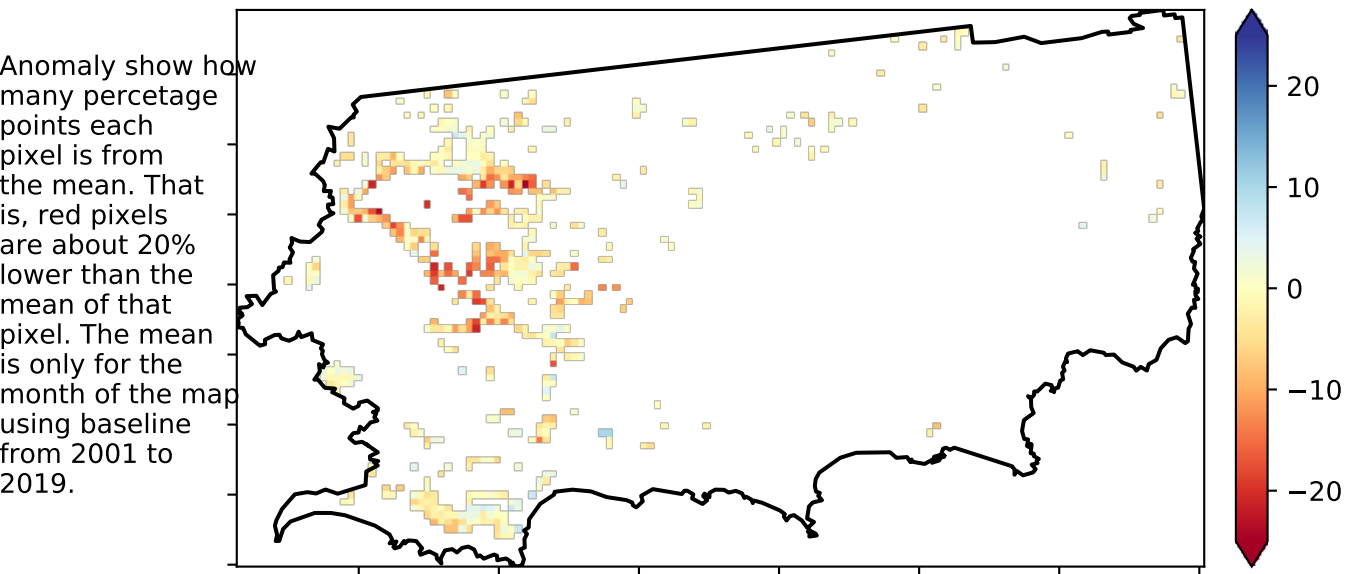 Anomaly show how
many percetage
points each
pixel is from
the mean. That
is, red pixels
are about 20%
lower than the
mean of that
pixel. The mean
is only for the
month of the map
using baseline
from 2001 to
2019.
20
10
0
−10
−20